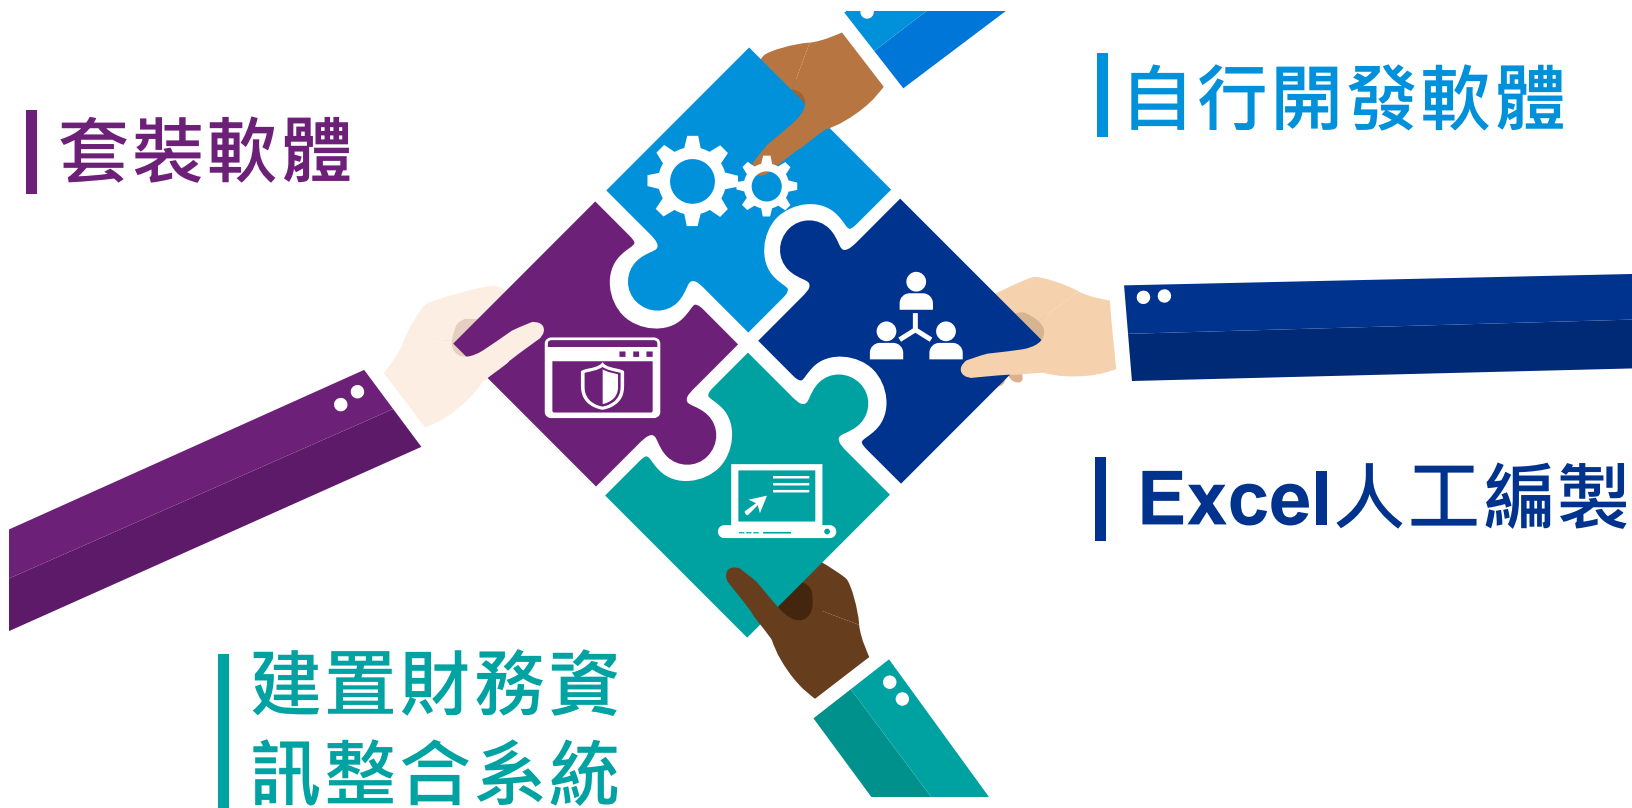 套裝軟體
自行開發軟體
Excel人工編製
建置財務資
訊整合系統